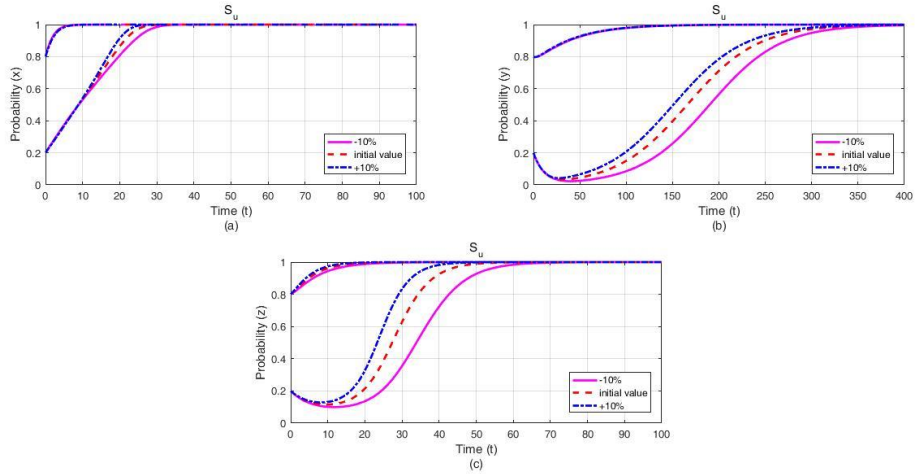 S_u
Probability (x)
1
0.8
0.6
0.4
0.2
0
0 10 20 30 40 50 60 70 80 90 100
-10%
initial value
+10%
Time (t)
(a)
S_u
Probability (y)
1
0.8
0.6
0.4
0.2
0
0 50 100 150 200 250 300 350 400
-10%
initial value
+10%
Time (t)
(b)
S_u
Probability (z)
1
0.8
0.6
0.4
0.2
0
0 10 20 30 40 50 60 70 80 90 100
-10%
initial value
+10%
Time (t)
(c)